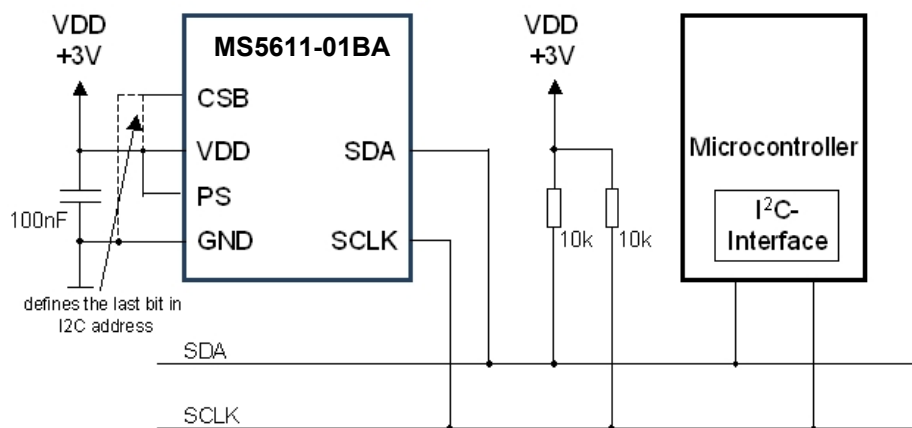 VDD
+3V
MS5611-01BA
CSB
VDD
PS
GND
SDA
SCLK
100nF
defines the last bit in
I2C address
VDD
+3V
10k
10k
Microcontroller
I²C-
Interface
SDA
SCLK